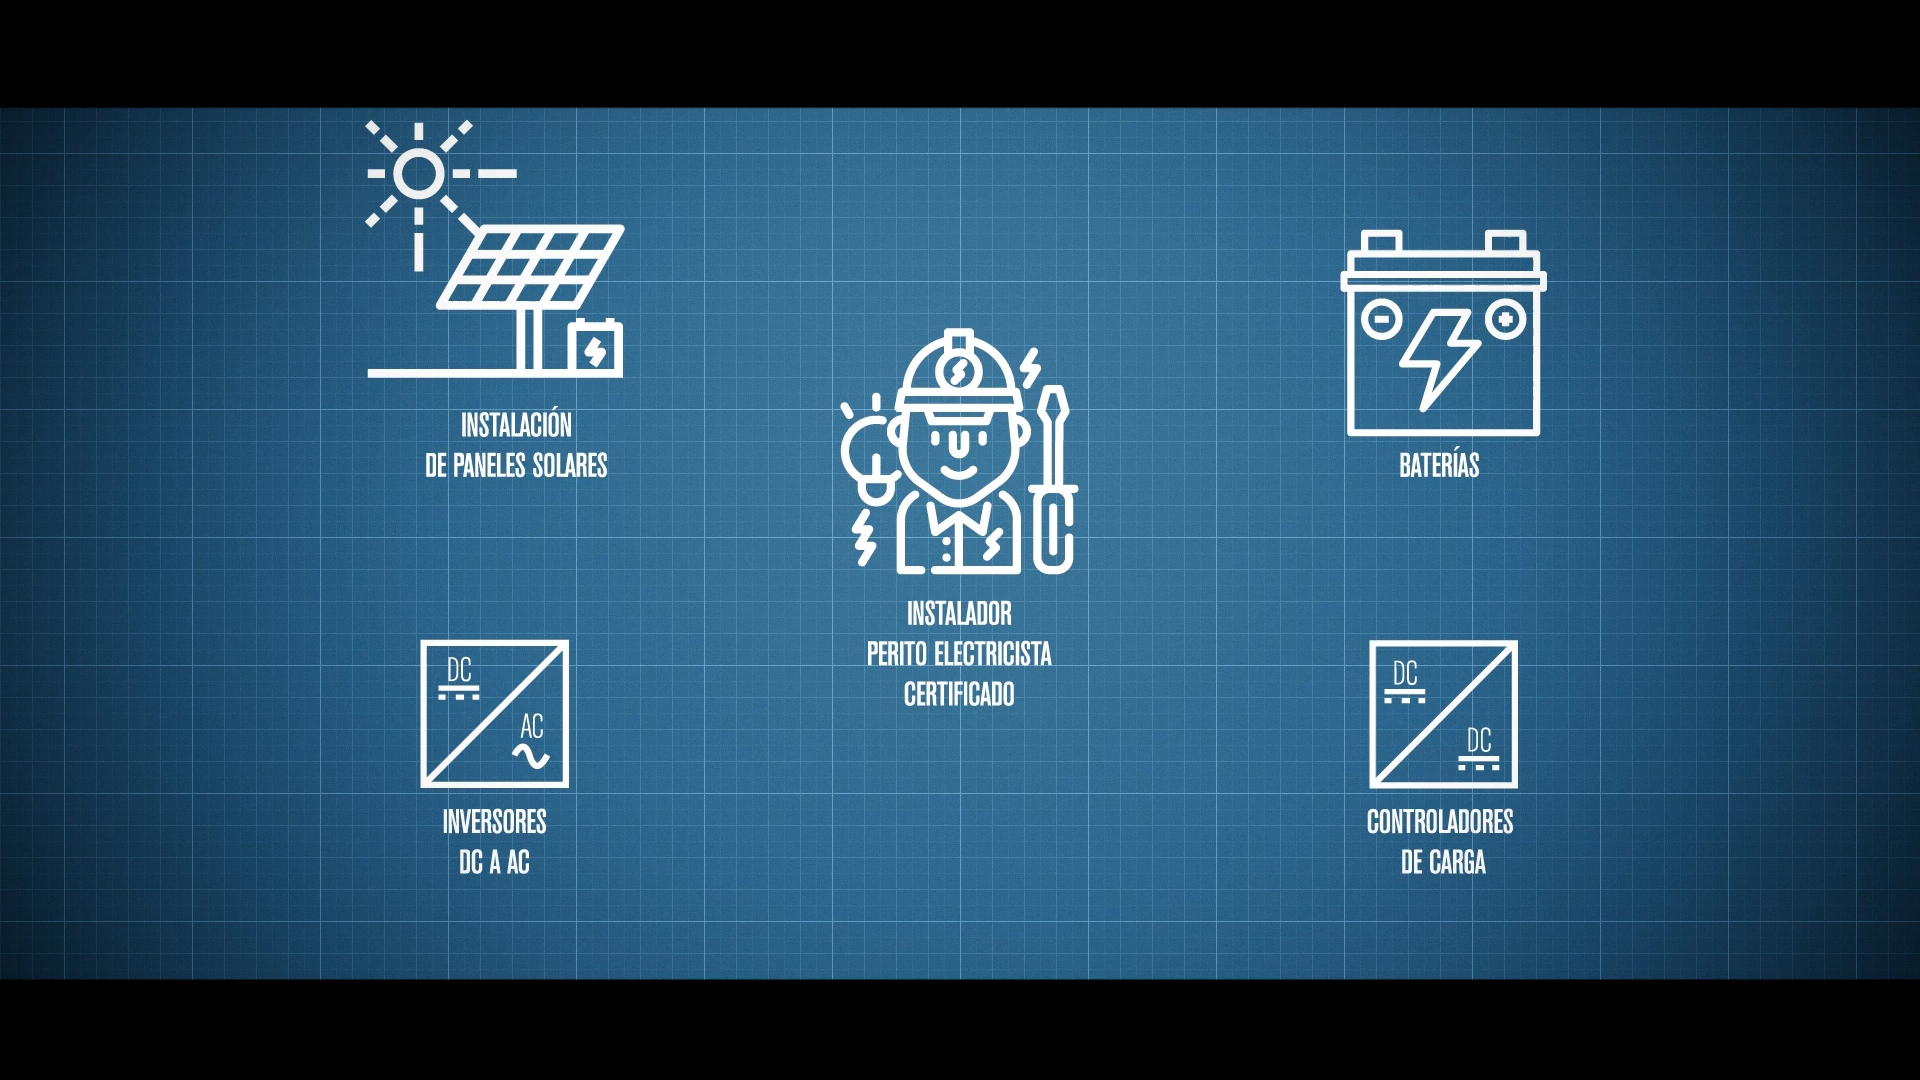 INSTALACIÓN
DE PANELES SOLARES
BATERÍAS
INSTALADOR
PERITO ELECTRICISTA
CERTIFICADO
DC
AC
INVERSORES
DC A AC
DC
DC
CONTROLADORES
DE CARGA